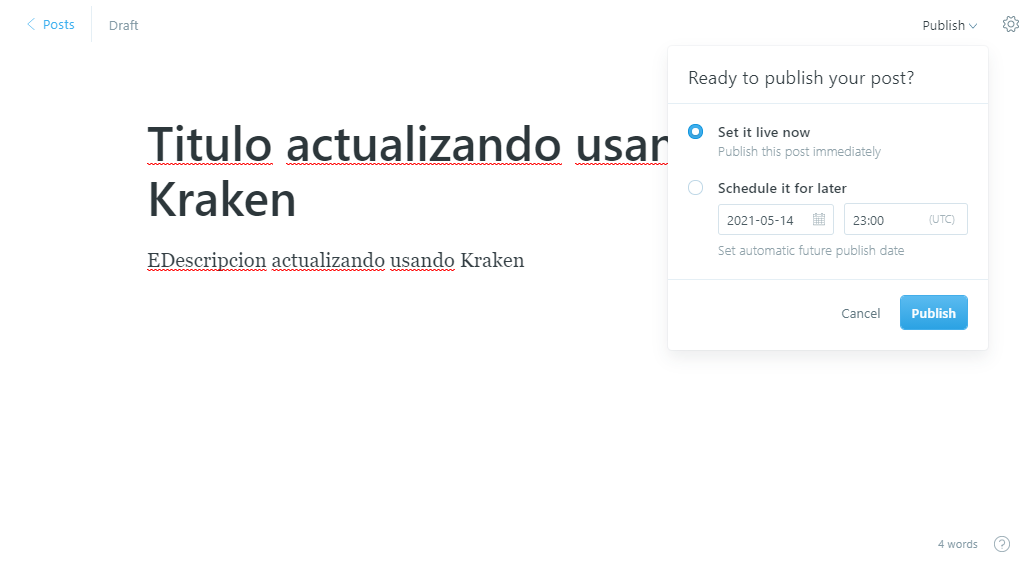 Posts
Draft
Publish
Ready to publish your post?
Titulo actualizando
Kraken
EDescripcion actualizando usando Kraken
Set it live now
Publish this post immediately
Schedule it for later
2021-05-14
23:00 (UTC)
Set automatic future publish date
Cancel
Publish
4 words
?